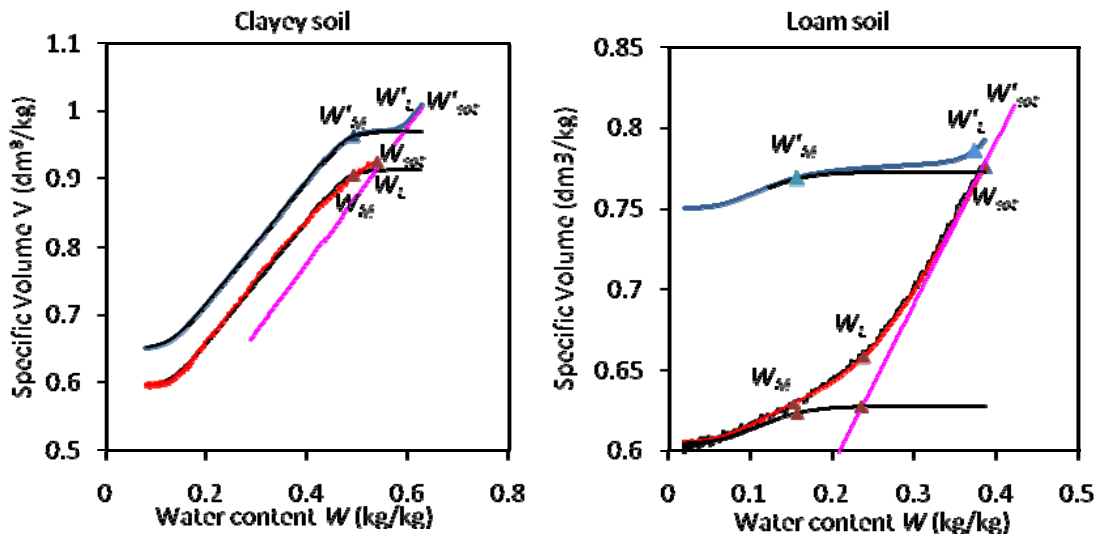 Clayey soil
1.1
1
0.9
0.8
0.7
0.6
0.5
0 0.2 0.4 0.6 0.8
Specific Volume V (dm³/kg)
Water content W (kg/kg)
W'M
W'L
W'sat
Wsat
WL
WM
Loam soil
0.85
0.8
0.75
0.7
0.65
0.6
0 0.1 0.2 0.3 0.4 0.5
Specific Volume (dm3/kg)
Water content W (kg/kg)
W'sat
W'L
W'M
Wsat
WL
WM